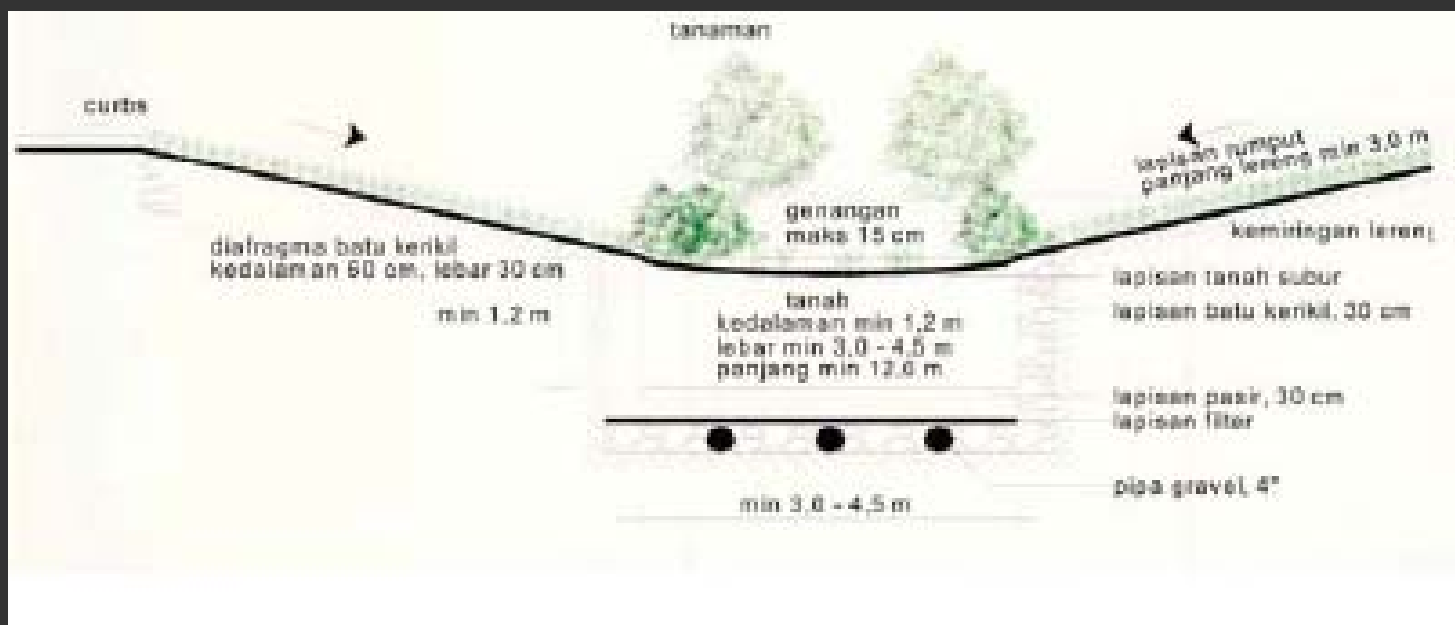 tanaman
curbs
lapisan rumput
panjang lereng min 3,0 m
genangan
maks 15 cm
kemiringan lereng
diafragma batu kerikil
kedalaman 60 cm, lebar 30 cm
lapisan tanah subur
min 1,2 m
tanah
kedalaman min 1,2 m
lebar min 3,0 - 4,5 m
panjang min 12,0 m
lapisan batu kerikil, 30 cm
lapisan pasir, 30 cm
lapisan filter
pipa gravel, 4"
min 3,0 - 4,5 m